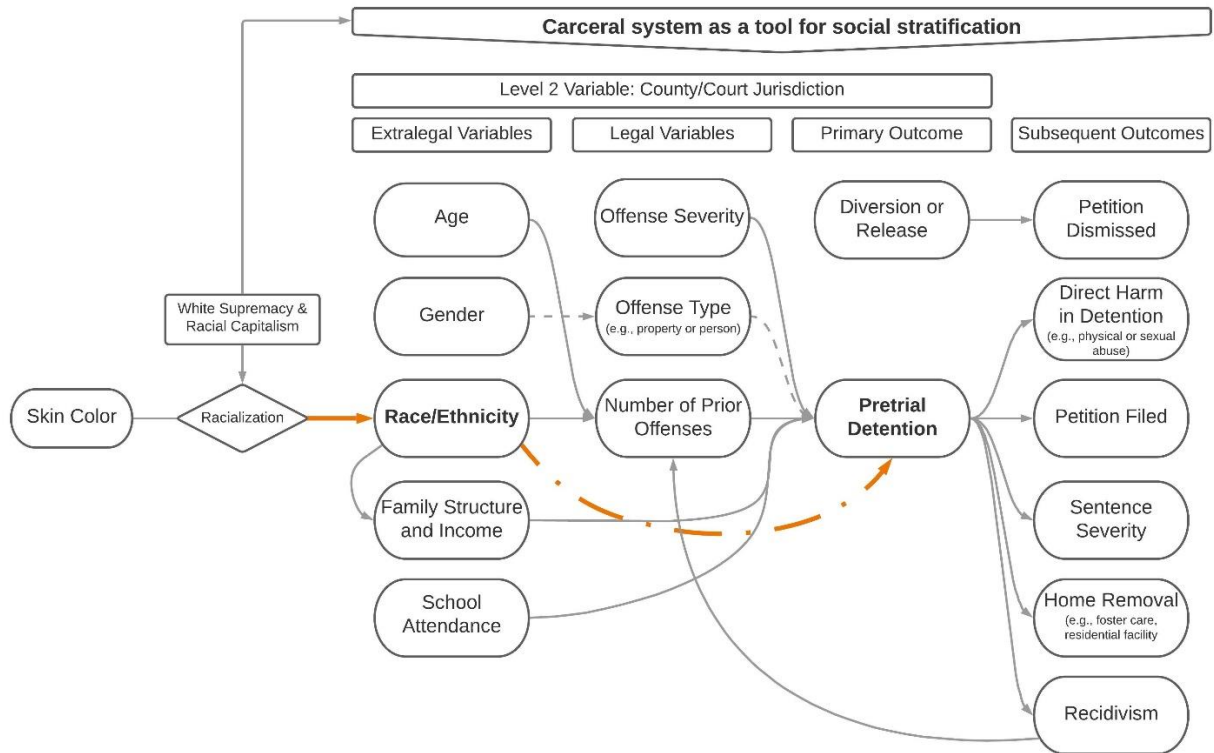 Carceral system as a tool for social stratification
Level 2 Variable: County/Court Jurisdiction
Extralegal Variables
Legal Variables
Primary Outcome
Subsequent Outcomes
Age
Offense Severity
Diversion or
Release
Petition
Dismissed
White Supremacy &
Racial Capitalism
Gender
Offense Type
(e.g., property or person)
Direct Harm
in Detention
(e.g., physical or sexual
abuse)
Skin Color
Racialization
Race/Ethnicity
Number of Prior
Offenses
Pretrial
Detention
Petition Filed
Family Structure
and Income
Sentence
Severity
School
Attendance
Home Removal
(e.g., foster care,
residential facility
Recidivism